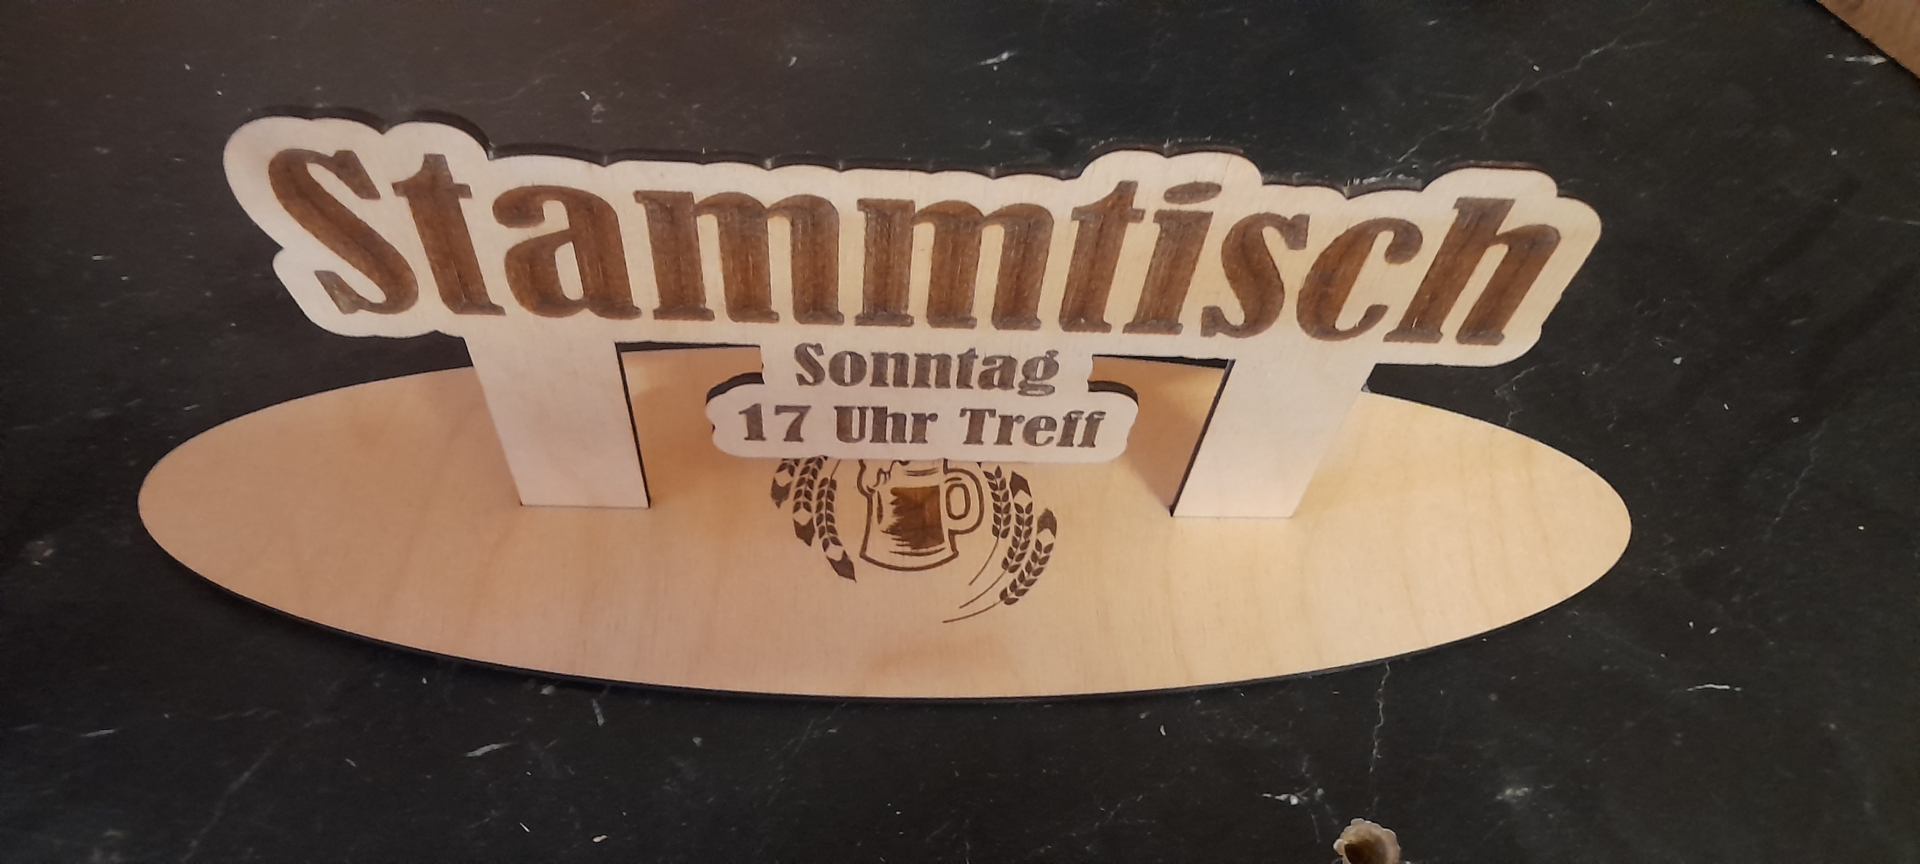 Stammtisch
Sonntag
17 Uhr Treff